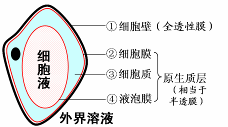 ①细胞壁(全透性膜)
②细胞膜
③细胞质
④液泡膜
原生质层
(相当于
半透膜)
细胞液
外界溶液